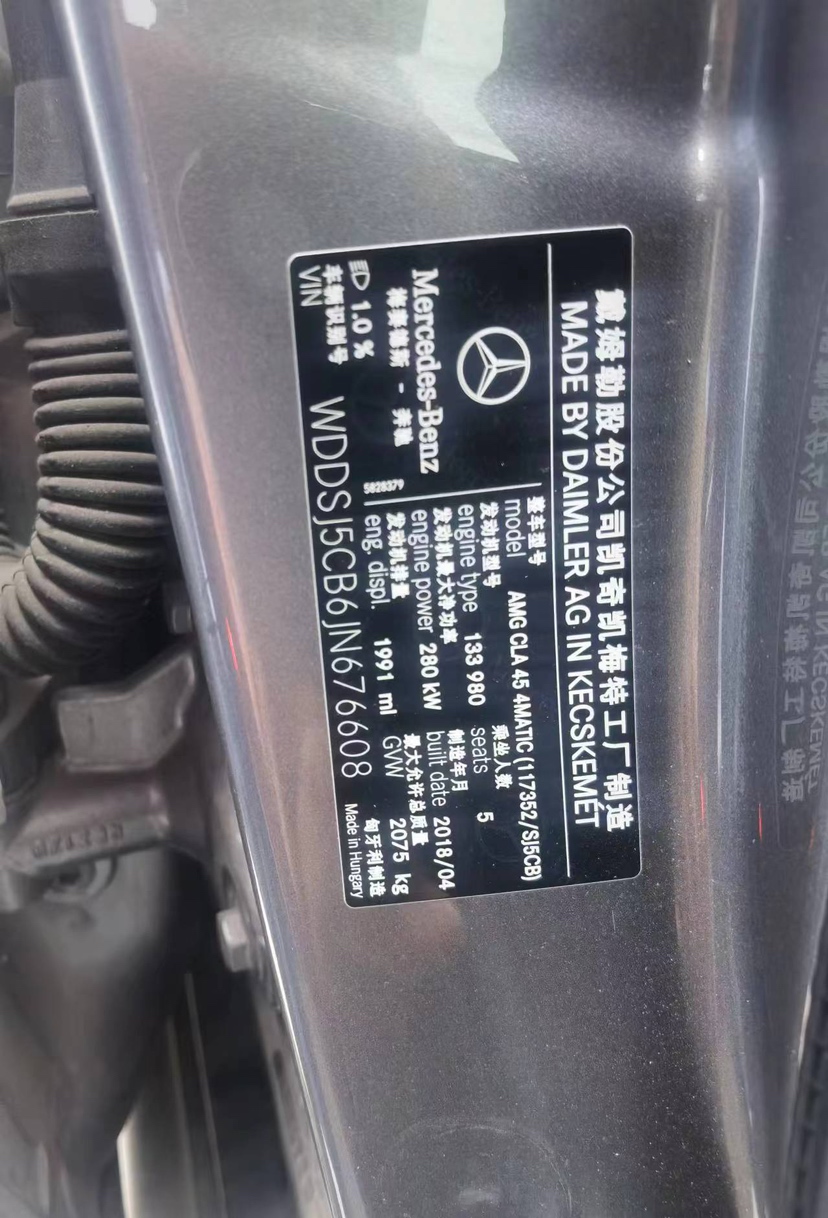 戴姆勒股份公司凯奇凯梅特工厂制造
MADE BY DAIMLER AG IN KECSKEMÉT
Mercedes-Benz
梅赛德斯 - 奔驰
1.0 %
5828379
整车型号
model AMG CLA 45 4MATIC (117352/SJ5CB)
发动机型号 乘坐人数
engine type 133 980 seats 5
发动机最大净功率 制造年月
engine power 280 kW built date 2018/04
发动机排量 最大允许总质量
eng. displ. 1991 ml GVW 2075 kg
车辆识别号 匈牙利制造
VIN WDDSJ5CB6JN676608 Made in Hungary